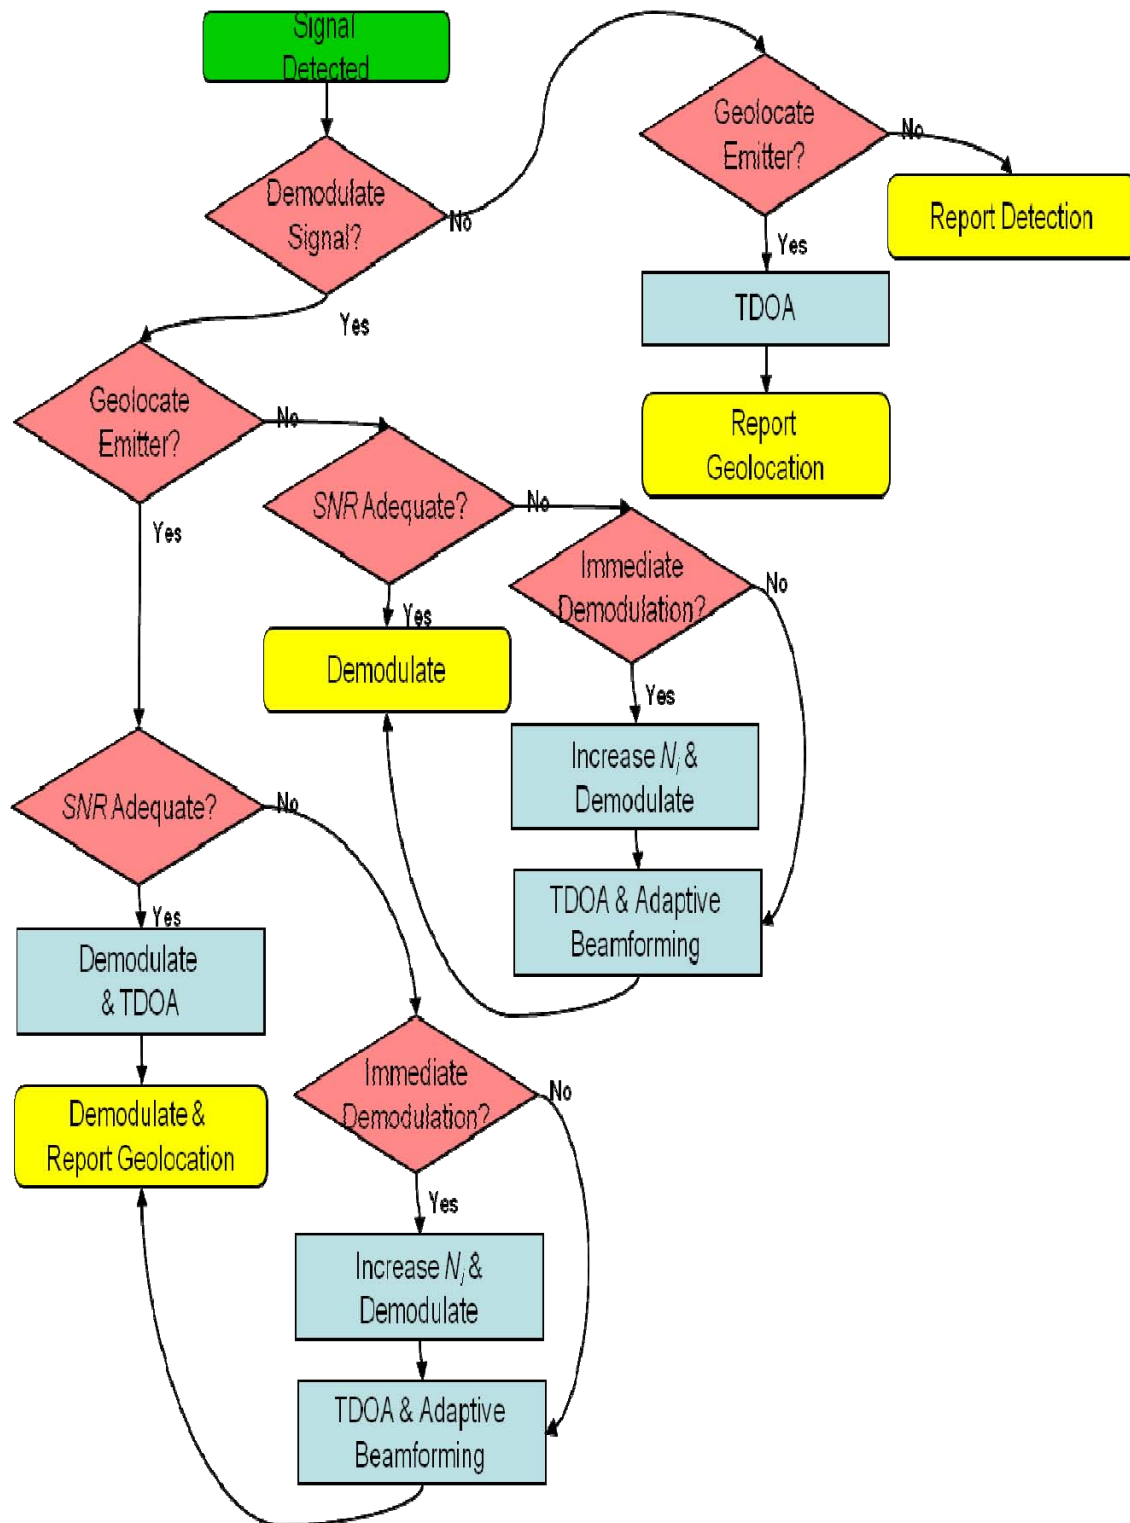 Signal
Detected
Demodulate
Signal?
No
Yes
Geolocate
Emitter?
No
Report Detection
Yes
TDOA
Report
Geolocation
Geolocate
Emitter?
No
Yes
SNR Adequate?
No
Yes
Demodulate
Immediate
Demodulation?
No
Yes
Increase Ni &
Demodulate
TDOA & Adaptive
Beamforming
SNR Adequate?
No
Yes
Demodulate
& TDOA
Demodulate &
Report Geolocation
Immediate
Demodulation?
No
Yes
Increase Ni &
Demodulate
TDOA & Adaptive
Beamforming